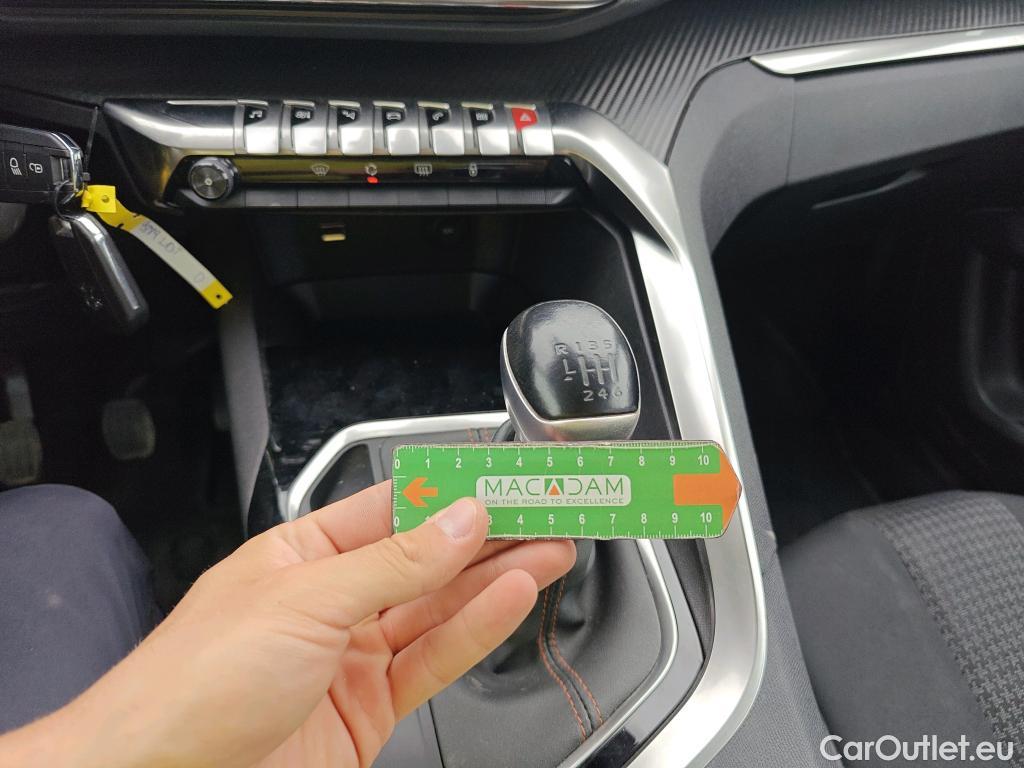 R 1 3 5
2 4 6
0 1 2 3 4 5 6 7 8 9 10
MACADAM
ON THE ROAD TO EXCELLENCE
0 1 3 4 5 6 7 8 9 10
CarOutlet.eu